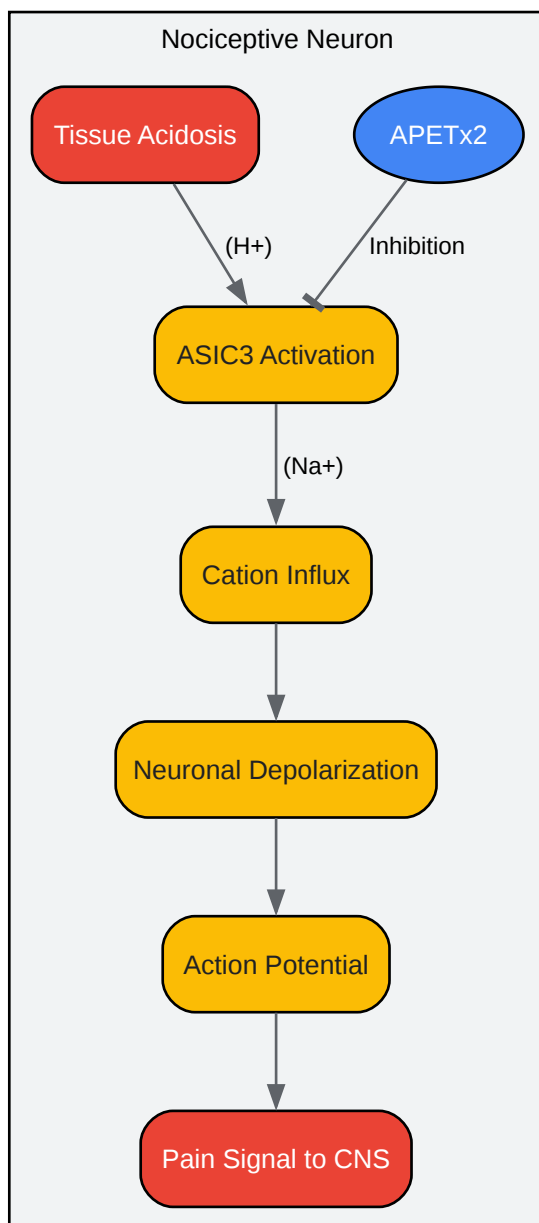 Nociceptive Neuron
Tissue Acidosis
APETx2
(H+)
Inhibition
ASIC3 Activation
(Na+)
Cation Influx
Neuronal Depolarization
Action Potential
Pain Signal to CNS